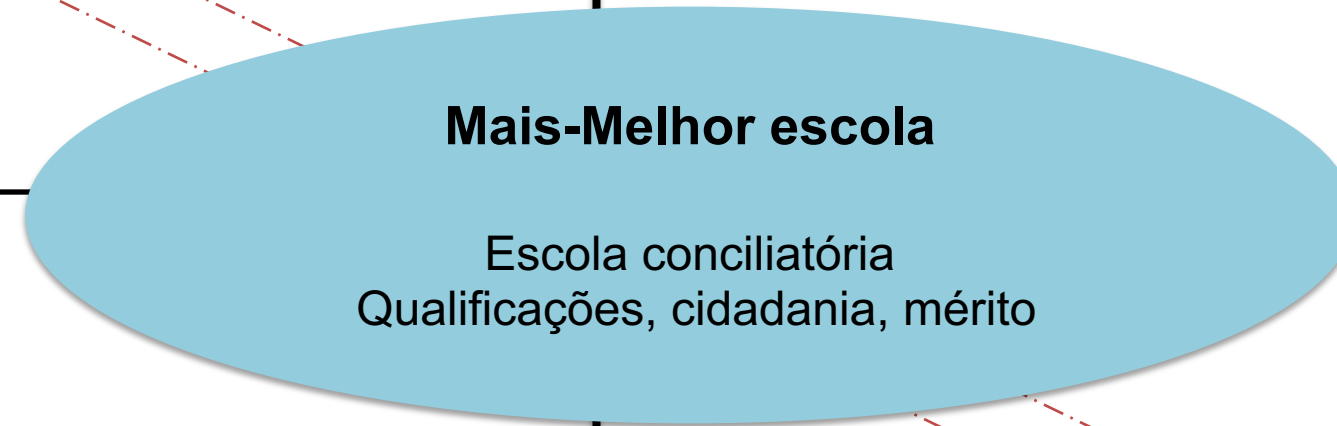 Mais-Melhor escola
Escola conciliatória
Qualificações, cidadania, mérito